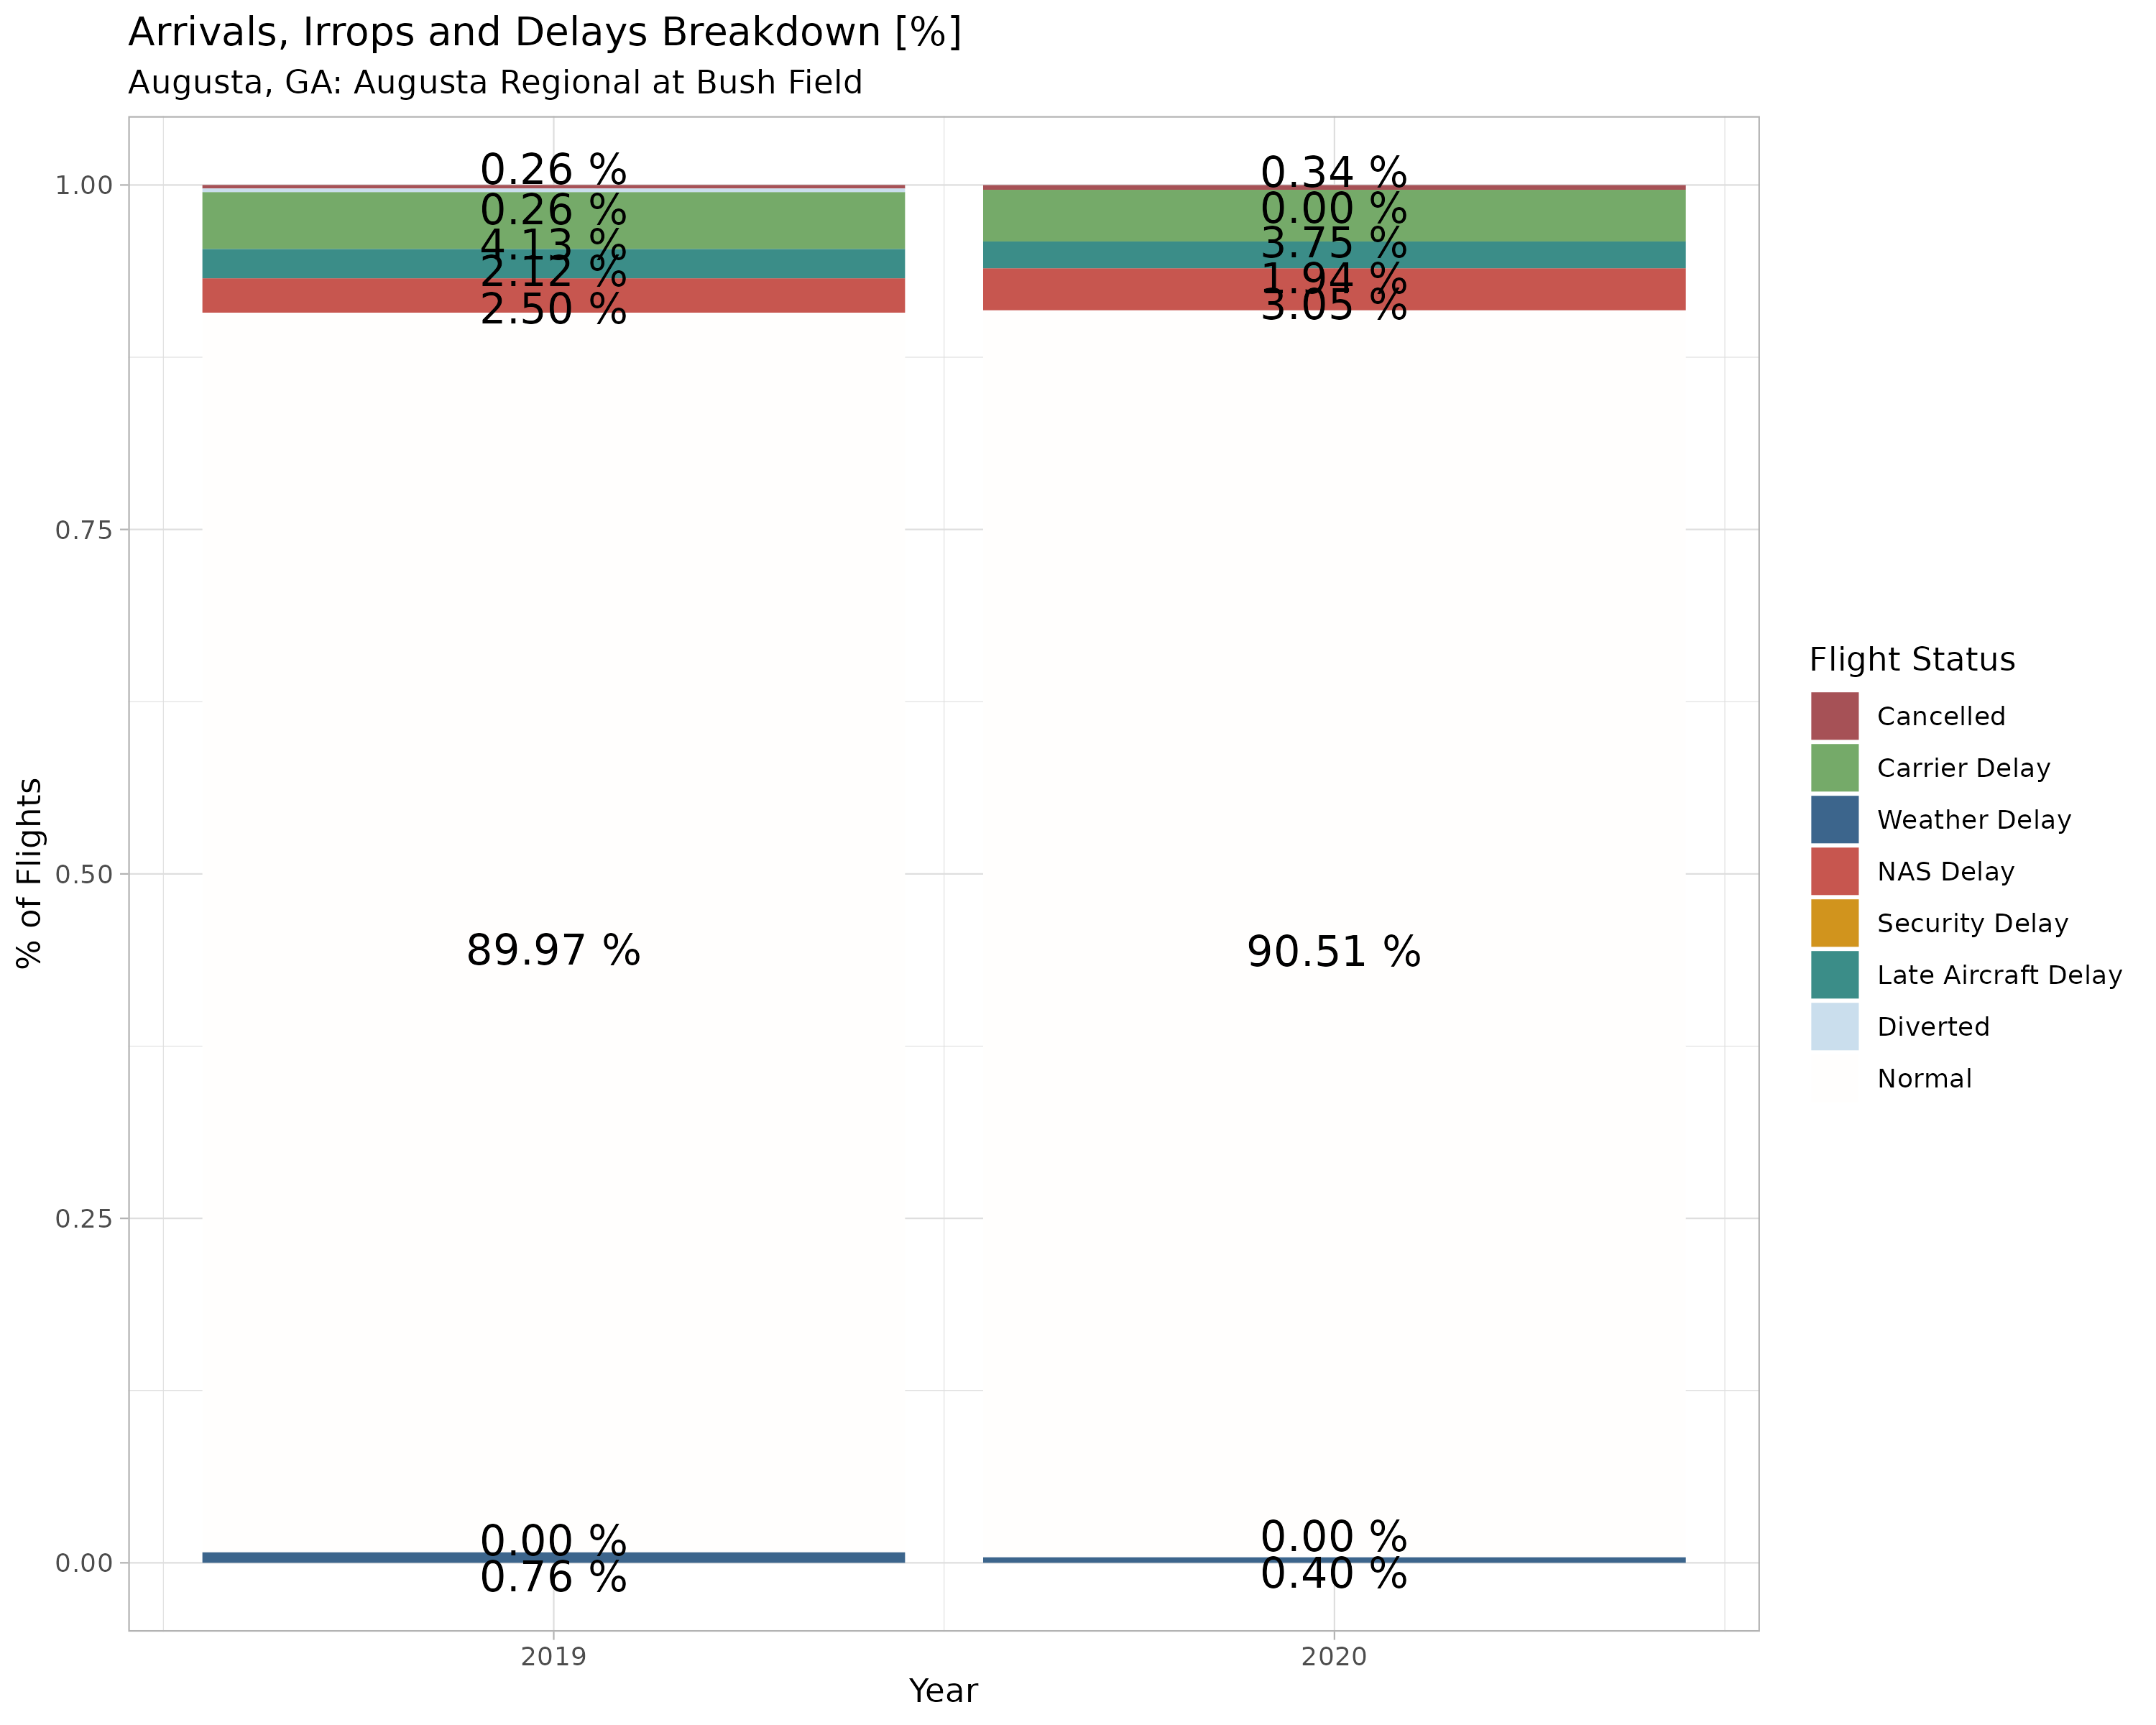 Arrivals, Irrops and Delays Breakdown [%]
Augusta, GA: Augusta Regional at Bush Field
% of Flights
1.00
0.75
0.50
0.25
0.00
0.26 %
0.26 %
4.13 %
2.12 %
2.50 %
89.97 %
0.00 %
0.76 %
0.34 %
0.00 %
3.75 %
1.94 %
3.05 %
90.51 %
0.00 %
0.40 %
2019
2020
Year
Flight Status
Cancelled
Carrier Delay
Weather Delay
NAS Delay
Security Delay
Late Aircraft Delay
Diverted
Normal